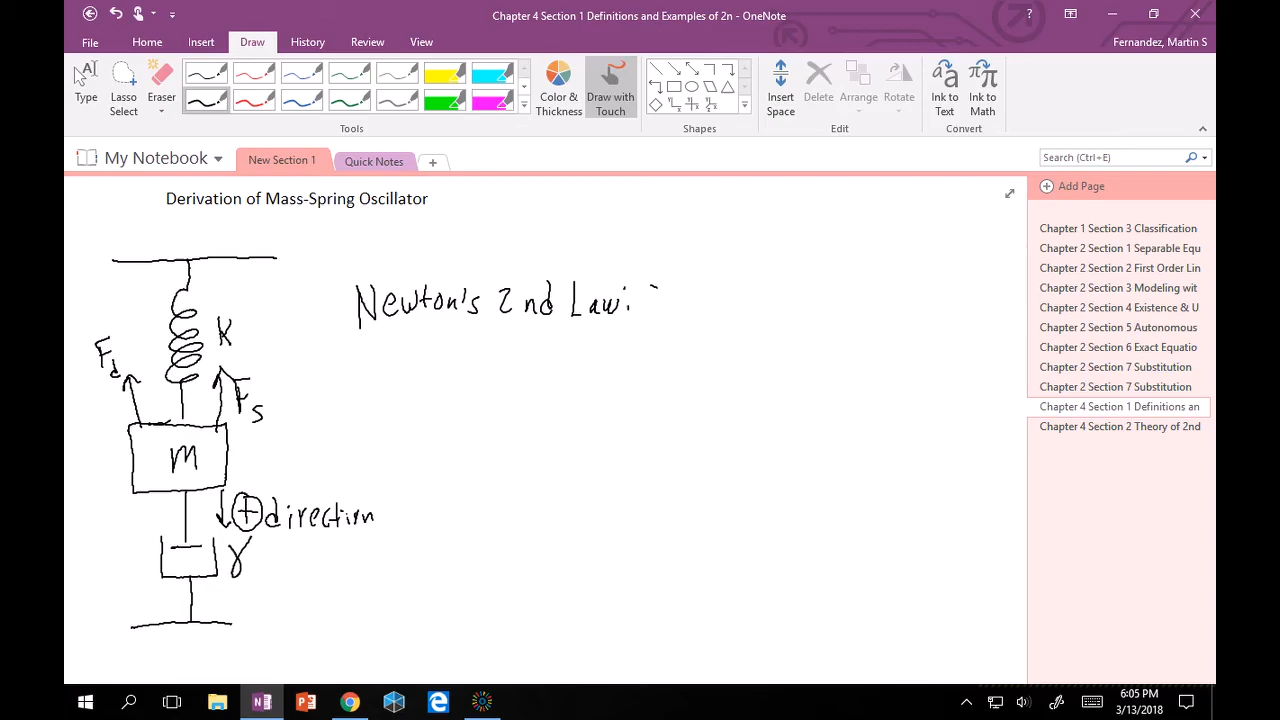 Chapter 4 Section 1 Definitions and Examples of 2n - OneNote
?
File
Home
Insert
Draw
History
Review
View
Fernandez, Martin S
Type
Lasso Select
Eraser
Color & Thickness
Draw with Touch
Insert Space
Delete
Arrange
Rotate
Ink to Text
Ink to Math
Tools
Shapes
Edit
Convert
My Notebook
New Section 1
Quick Notes
+
Search (Ctrl+E)
Add Page
Derivation of Mass-Spring Oscillator
Newton's 2nd Law:
K
F_d
F_s
m
+ direction
γ
Chapter 1 Section 3 Classification
Chapter 2 Section 1 Separable Equ
Chapter 2 Section 2 First Order Lin
Chapter 2 Section 3 Modeling wit
Chapter 2 Section 4 Existence & U
Chapter 2 Section 5 Autonomous
Chapter 2 Section 6 Exact Equatio
Chapter 2 Section 7 Substitution
Chapter 2 Section 7 Substitution
Chapter 4 Section 1 Definitions an
Chapter 4 Section 2 Theory of 2nd
6:05 PM
3/13/2018